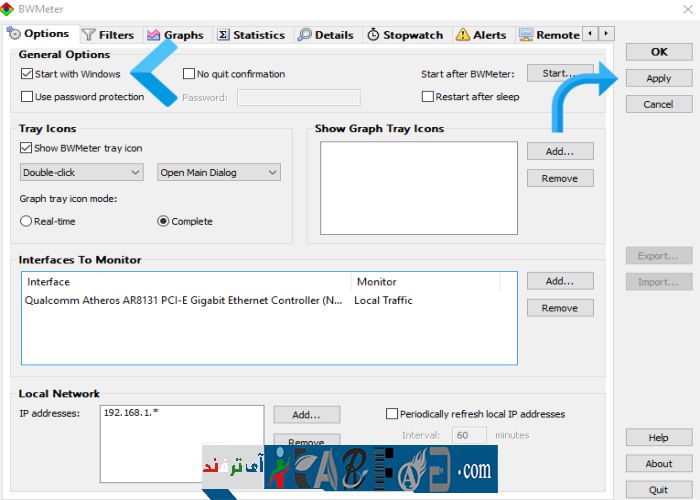 BWMeter
Options Filters Graphs Statistics Details Stopwatch Alerts Remote
General Options
Start with Windows No quit confirmation Start after BWMeter: Start...
Use password protection Password: Restart after sleep
Tray Icons Show Graph Tray Icons
Show BWMeter tray icon
Double-click Open Main Dialog
Graph tray icon mode:
Real-time Complete
Add...
Remove
Interfaces To Monitor
Interface Monitor
Qualcomm Atheros AR8131 PCI-E Gigabit Ethernet Controller (N... Local Traffic
Add...
Remove
Local Network
IP addresses: 192.168.1.* Add... Periodically refresh local IP addresses
Remove Interval: 60 minutes
OK
Apply
Cancel
Export...
Import...
Help
About
Quit
آی ترفند
.com